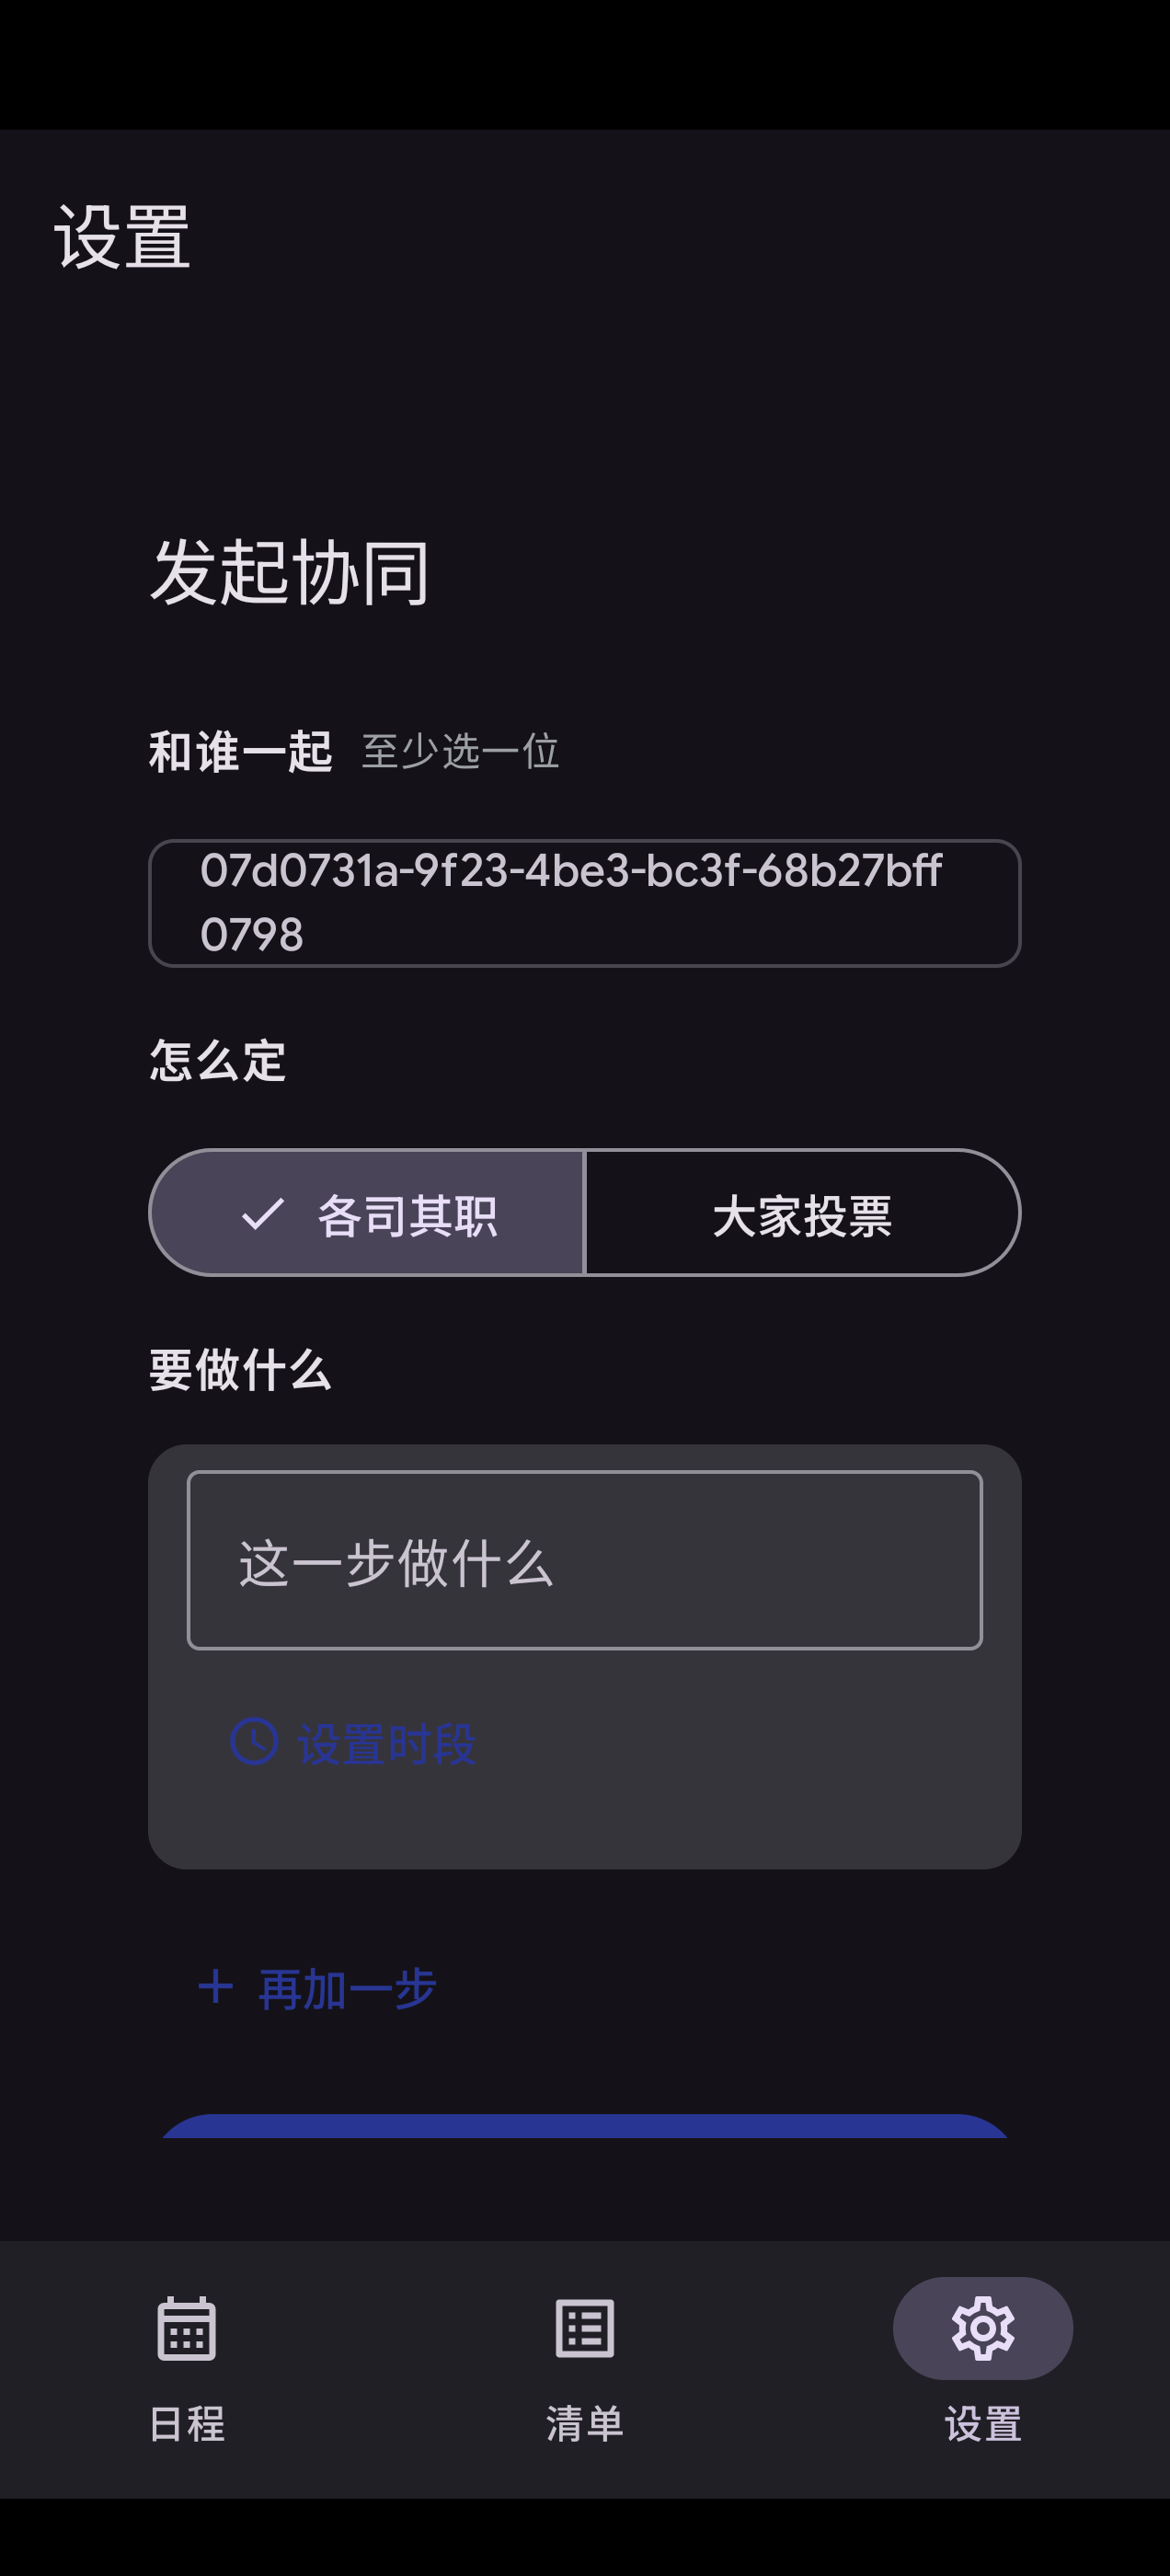 设置
发起协同
和谁一起 至少选一位
07d0731a-9f23-4be3-bc3f-68b27bff
0798
怎么定
各司其职 大家投票
要做什么
这一步做什么
设置时段
再加一步
日程 清单 设置